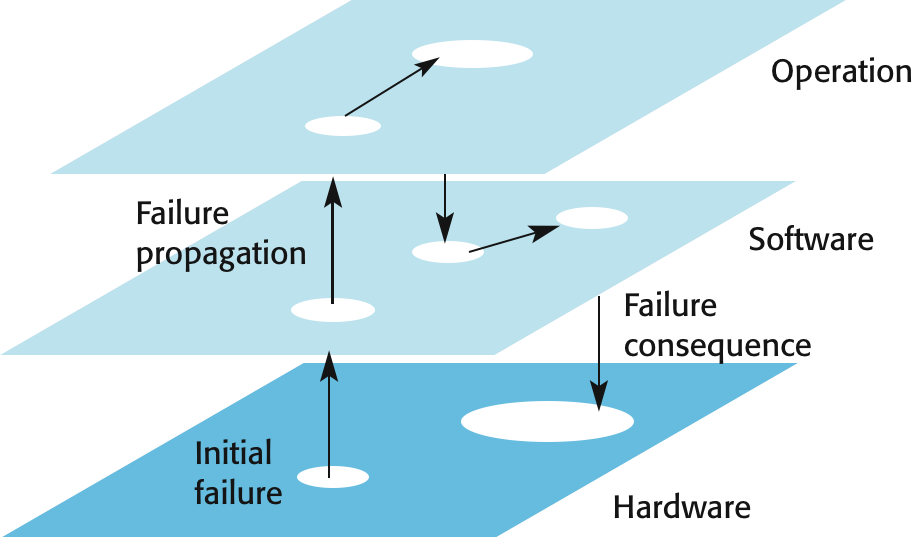 Operation
Failure
propagation
Software
Failure
consequence
Initial
failure
Hardware